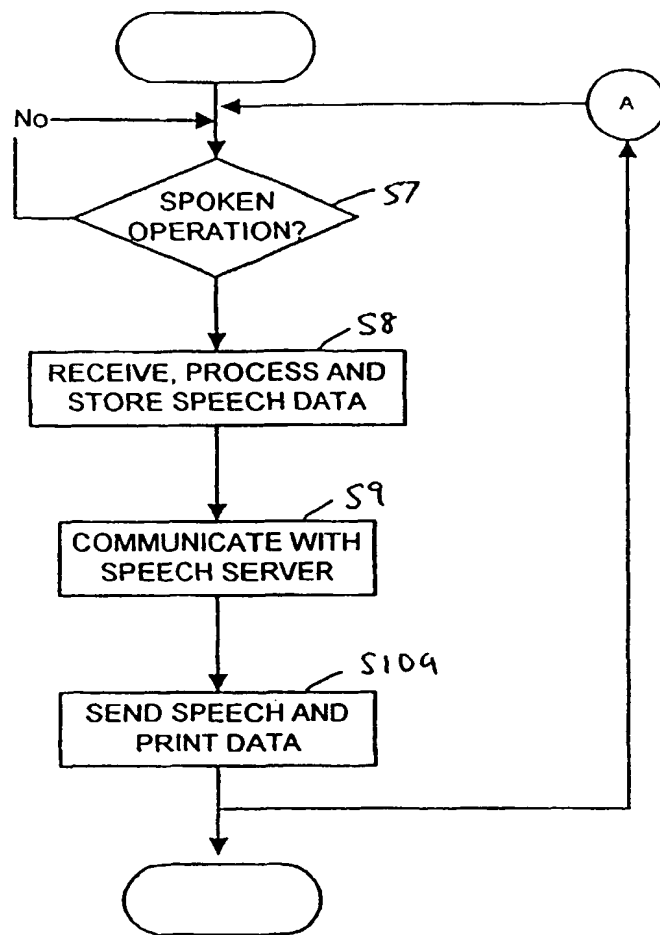 A
No
S7
SPOKEN
OPERATION?
S8
RECEIVE, PROCESS AND
STORE SPEECH DATA
S9
COMMUNICATE WITH
SPEECH SERVER
S10a
SEND SPEECH AND
PRINT DATA